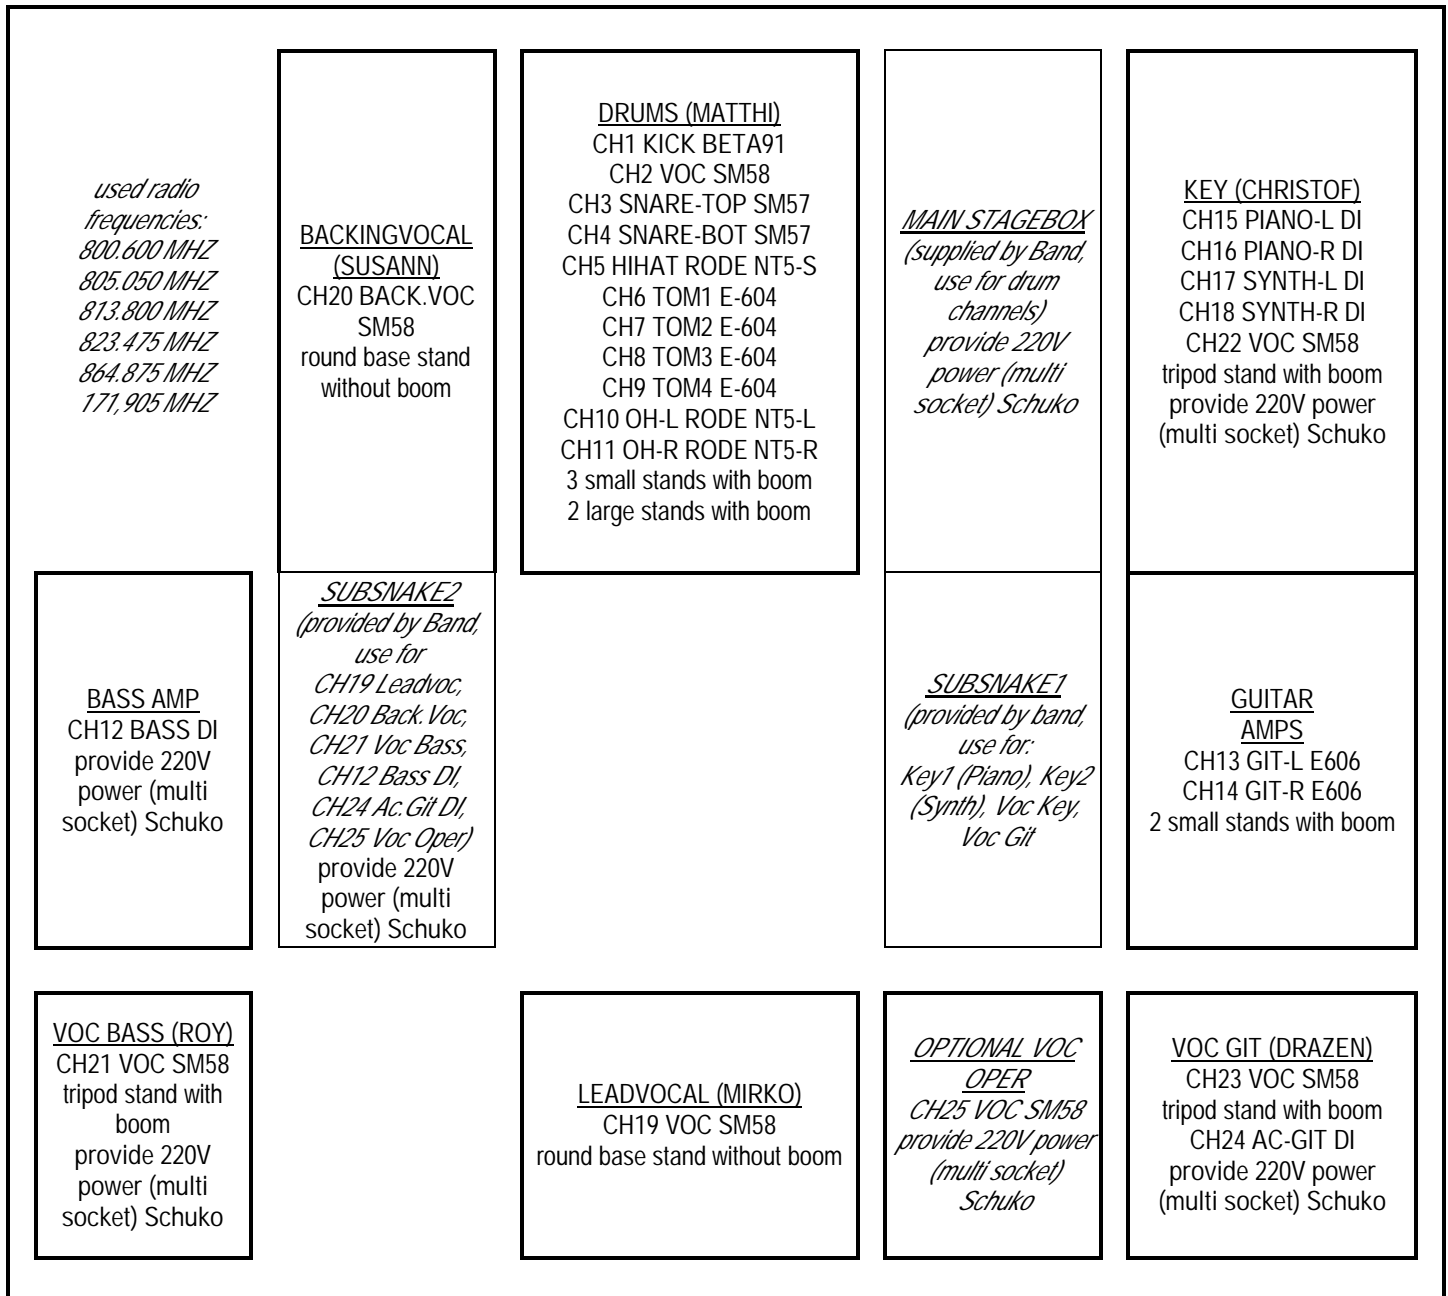 used radio
frequencies:
800.600 MHZ
805.050 MHZ
813.800 MHZ
823.475 MHZ
864.875 MHZ
171,905 MHZ
BACKINGVOCAL
(SUSANN)
CH20 BACK.VOC
SM58
round base stand
without boom
DRUMS (MATTHI)
CH1 KICK BETA91
CH2 VOC SM58
CH3 SNARE-TOP SM57
CH4 SNARE-BOT SM57
CH5 HIHAT RODE NT5-S
CH6 TOM1 E-604
CH7 TOM2 E-604
CH8 TOM3 E-604
CH9 TOM4 E-604
CH10 OH-L RODE NT5-L
CH11 OH-R RODE NT5-R
3 small stands with boom
2 large stands with boom
MAIN STAGEBOX
(supplied by Band,
use for drum
channels)
provide 220V
power (multi
socket) Schuko
KEY (CHRISTOF)
CH15 PIANO-L DI
CH16 PIANO-R DI
CH17 SYNTH-L DI
CH18 SYNTH-R DI
CH22 VOC SM58
tripod stand with boom
provide 220V power
(multi socket) Schuko
BASS AMP
CH12 BASS DI
provide 220V
power (multi
socket) Schuko
SUBSNAKE2
(provided by Band,
use for
CH19 Leadvoc,
CH20 Back.Voc,
CH21 Voc Bass,
CH12 Bass DI,
CH24 Ac.Git DI,
CH25 Voc Oper)
provide 220V
power (multi
socket) Schuko
SUBSNAKE1
(provided by band,
use for:
Key1 (Piano), Key2
(Synth), Voc Key,
Voc Git
GUITAR
AMPS
CH13 GIT-L E606
CH14 GIT-R E606
2 small stands with boom
VOC BASS (ROY)
CH21 VOC SM58
tripod stand with
boom
provide 220V
power (multi
socket) Schuko
LEADVOCAL (MIRKO)
CH19 VOC SM58
round base stand without boom
OPTIONAL VOC
OPER
CH25 VOC SM58
provide 220V power
(multi socket)
Schuko
VOC GIT (DRAZEN)
CH23 VOC SM58
tripod stand with boom
CH24 AC-GIT DI
provide 220V power
(multi socket) Schuko